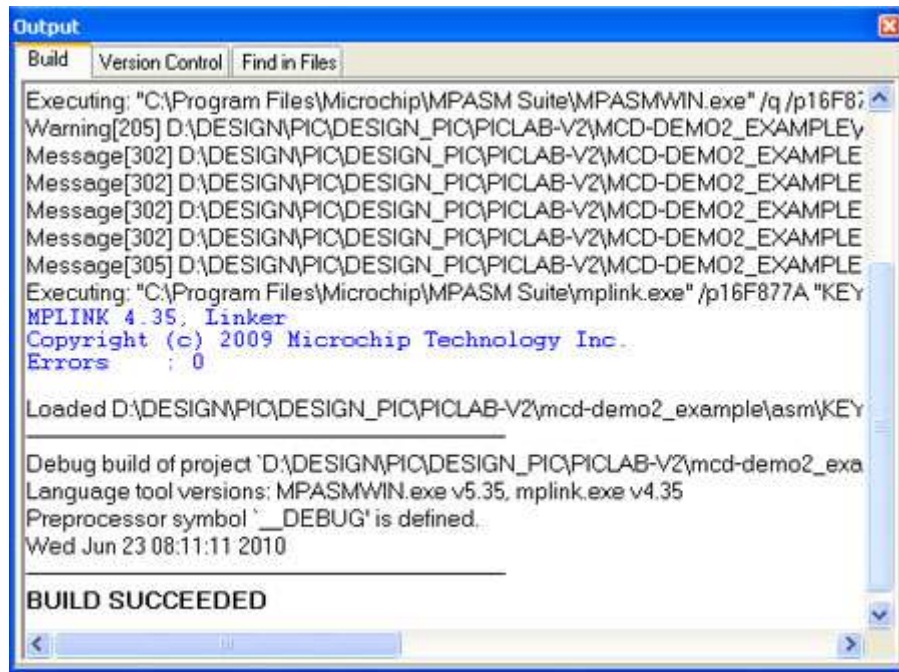 Output
Build Version Control Find in Files
Executing: "C:\Program Files\Microchip\MPASM Suite\MPASMWIN.exe" /q /p16F87
Warning[205] D:\DESIGN\PIC\DESIGN_PIC\PICLAB-V2\MCD-DEMO2_EXAMPLE\
Message[302] D:\DESIGN\PIC\DESIGN_PIC\PICLAB-V2\MCD-DEMO2_EXAMPLE
Message[302] D:\DESIGN\PIC\DESIGN_PIC\PICLAB-V2\MCD-DEMO2_EXAMPLE
Message[302] D:\DESIGN\PIC\DESIGN_PIC\PICLAB-V2\MCD-DEMO2_EXAMPLE
Message[302] D:\DESIGN\PIC\DESIGN_PIC\PICLAB-V2\MCD-DEMO2_EXAMPLE
Message[305] D:\DESIGN\PIC\DESIGN_PIC\PICLAB-V2\MCD-DEMO2_EXAMPLE
Executing: "C:\Program Files\Microchip\MPASM Suite\mplink.exe" /p16F877A "KEY
MPLINK 4.35, Linker
Copyright (c) 2009 Microchip Technology Inc.
Errors : 0
Loaded D:\DESIGN\PIC\DESIGN_PIC\PICLAB-V2\mcd-demo2_example\asm\KEY
Debug build of project `D:\DESIGN\PIC\DESIGN_PIC\PICLAB-V2\mcd-demo2_exa
Language tool versions: MPASMWIN.exe v5.35, mplink.exe v4.35
Preprocessor symbol `__DEBUG' is defined.
Wed Jun 23 08:11:11 2010
BUILD SUCCEEDED